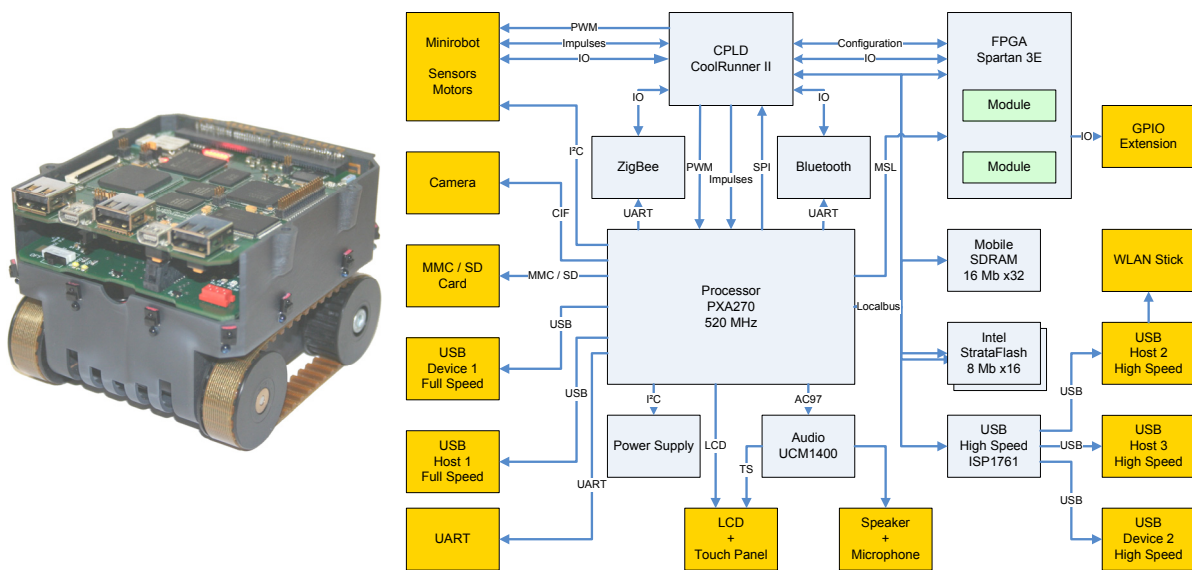 Minirobot
Sensors
Motors
PWM
Impulses
IO
CPLD
CoolRunner II
Configuration
IO
FPGA
Spartan 3E
Module
Module
IO
GPIO
Extension
IO
IO
I²C
ZigBee
PWM
Impulses
SPI
Bluetooth
MSL
UART
UART
Camera
CIF
MMC / SD
Card
MMC / SD
Processor
PXA270
520 MHz
Localbus
Mobile
SDRAM
16 Mb x32
WLAN Stick
USB
Device 1
Full Speed
USB
Intel
StrataFlash
8 Mb x16
USB
Host 2
High Speed
USB
USB
Host 1
Full Speed
USB
I²C
Power Supply
LCD
AC97
Audio
UCM1400
TS
USB
High Speed
ISP1761
USB
USB
Host 3
High Speed
USB
UART
UART
LCD
+
Touch Panel
Speaker
+
Microphone
USB
Device 2
High Speed